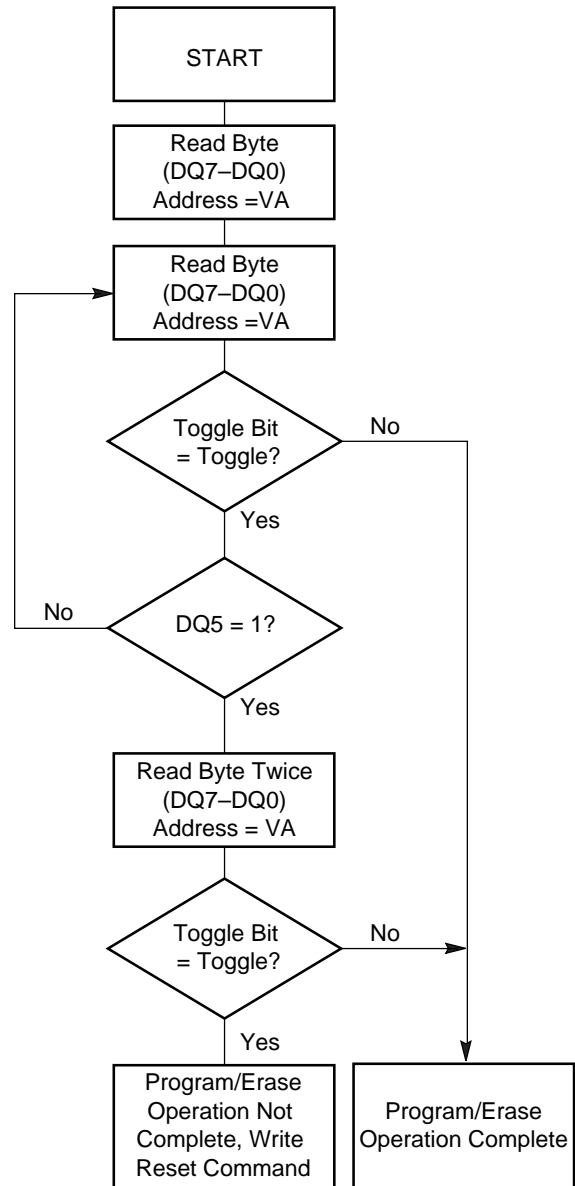 START
Read Byte
(DQ7–DQ0)
Address =VA
Read Byte
(DQ7–DQ0)
Address =VA
Toggle Bit
= Toggle?
No
Yes
No
DQ5 = 1?
Yes
Read Byte Twice
(DQ7–DQ0)
Address = VA
Toggle Bit
= Toggle?
No
Yes
Program/Erase
Operation Not
Complete, Write
Reset Command
Program/Erase
Operation Complete